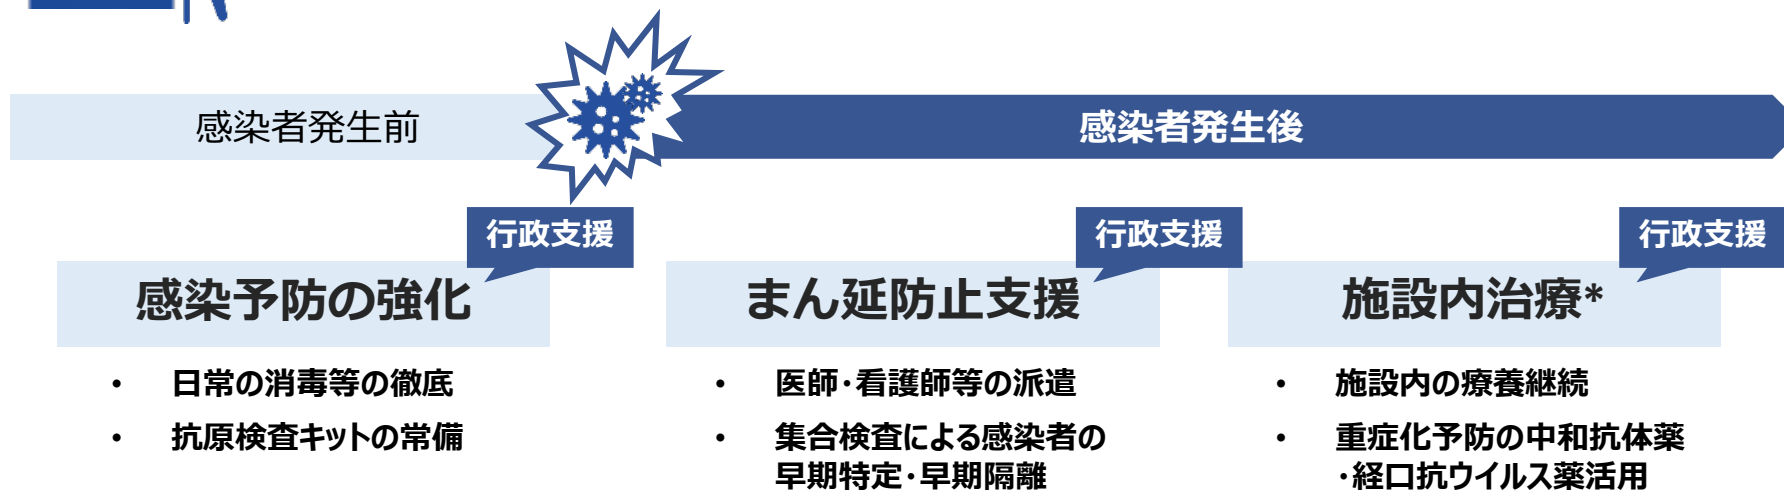 感染者発生前
感染者発生後
行政支援
行政支援
行政支援
感染予防の強化
まん延防止支援
施設内治療*
• 日常の消毒等の徹底
• 抗原検査キットの常備
• 医師・看護師等の派遣
• 集合検査による感染者の
早期特定・早期隔離
• 施設内の療養継続
• 重症化予防の中和抗体薬
・経口抗ウイルス薬活用